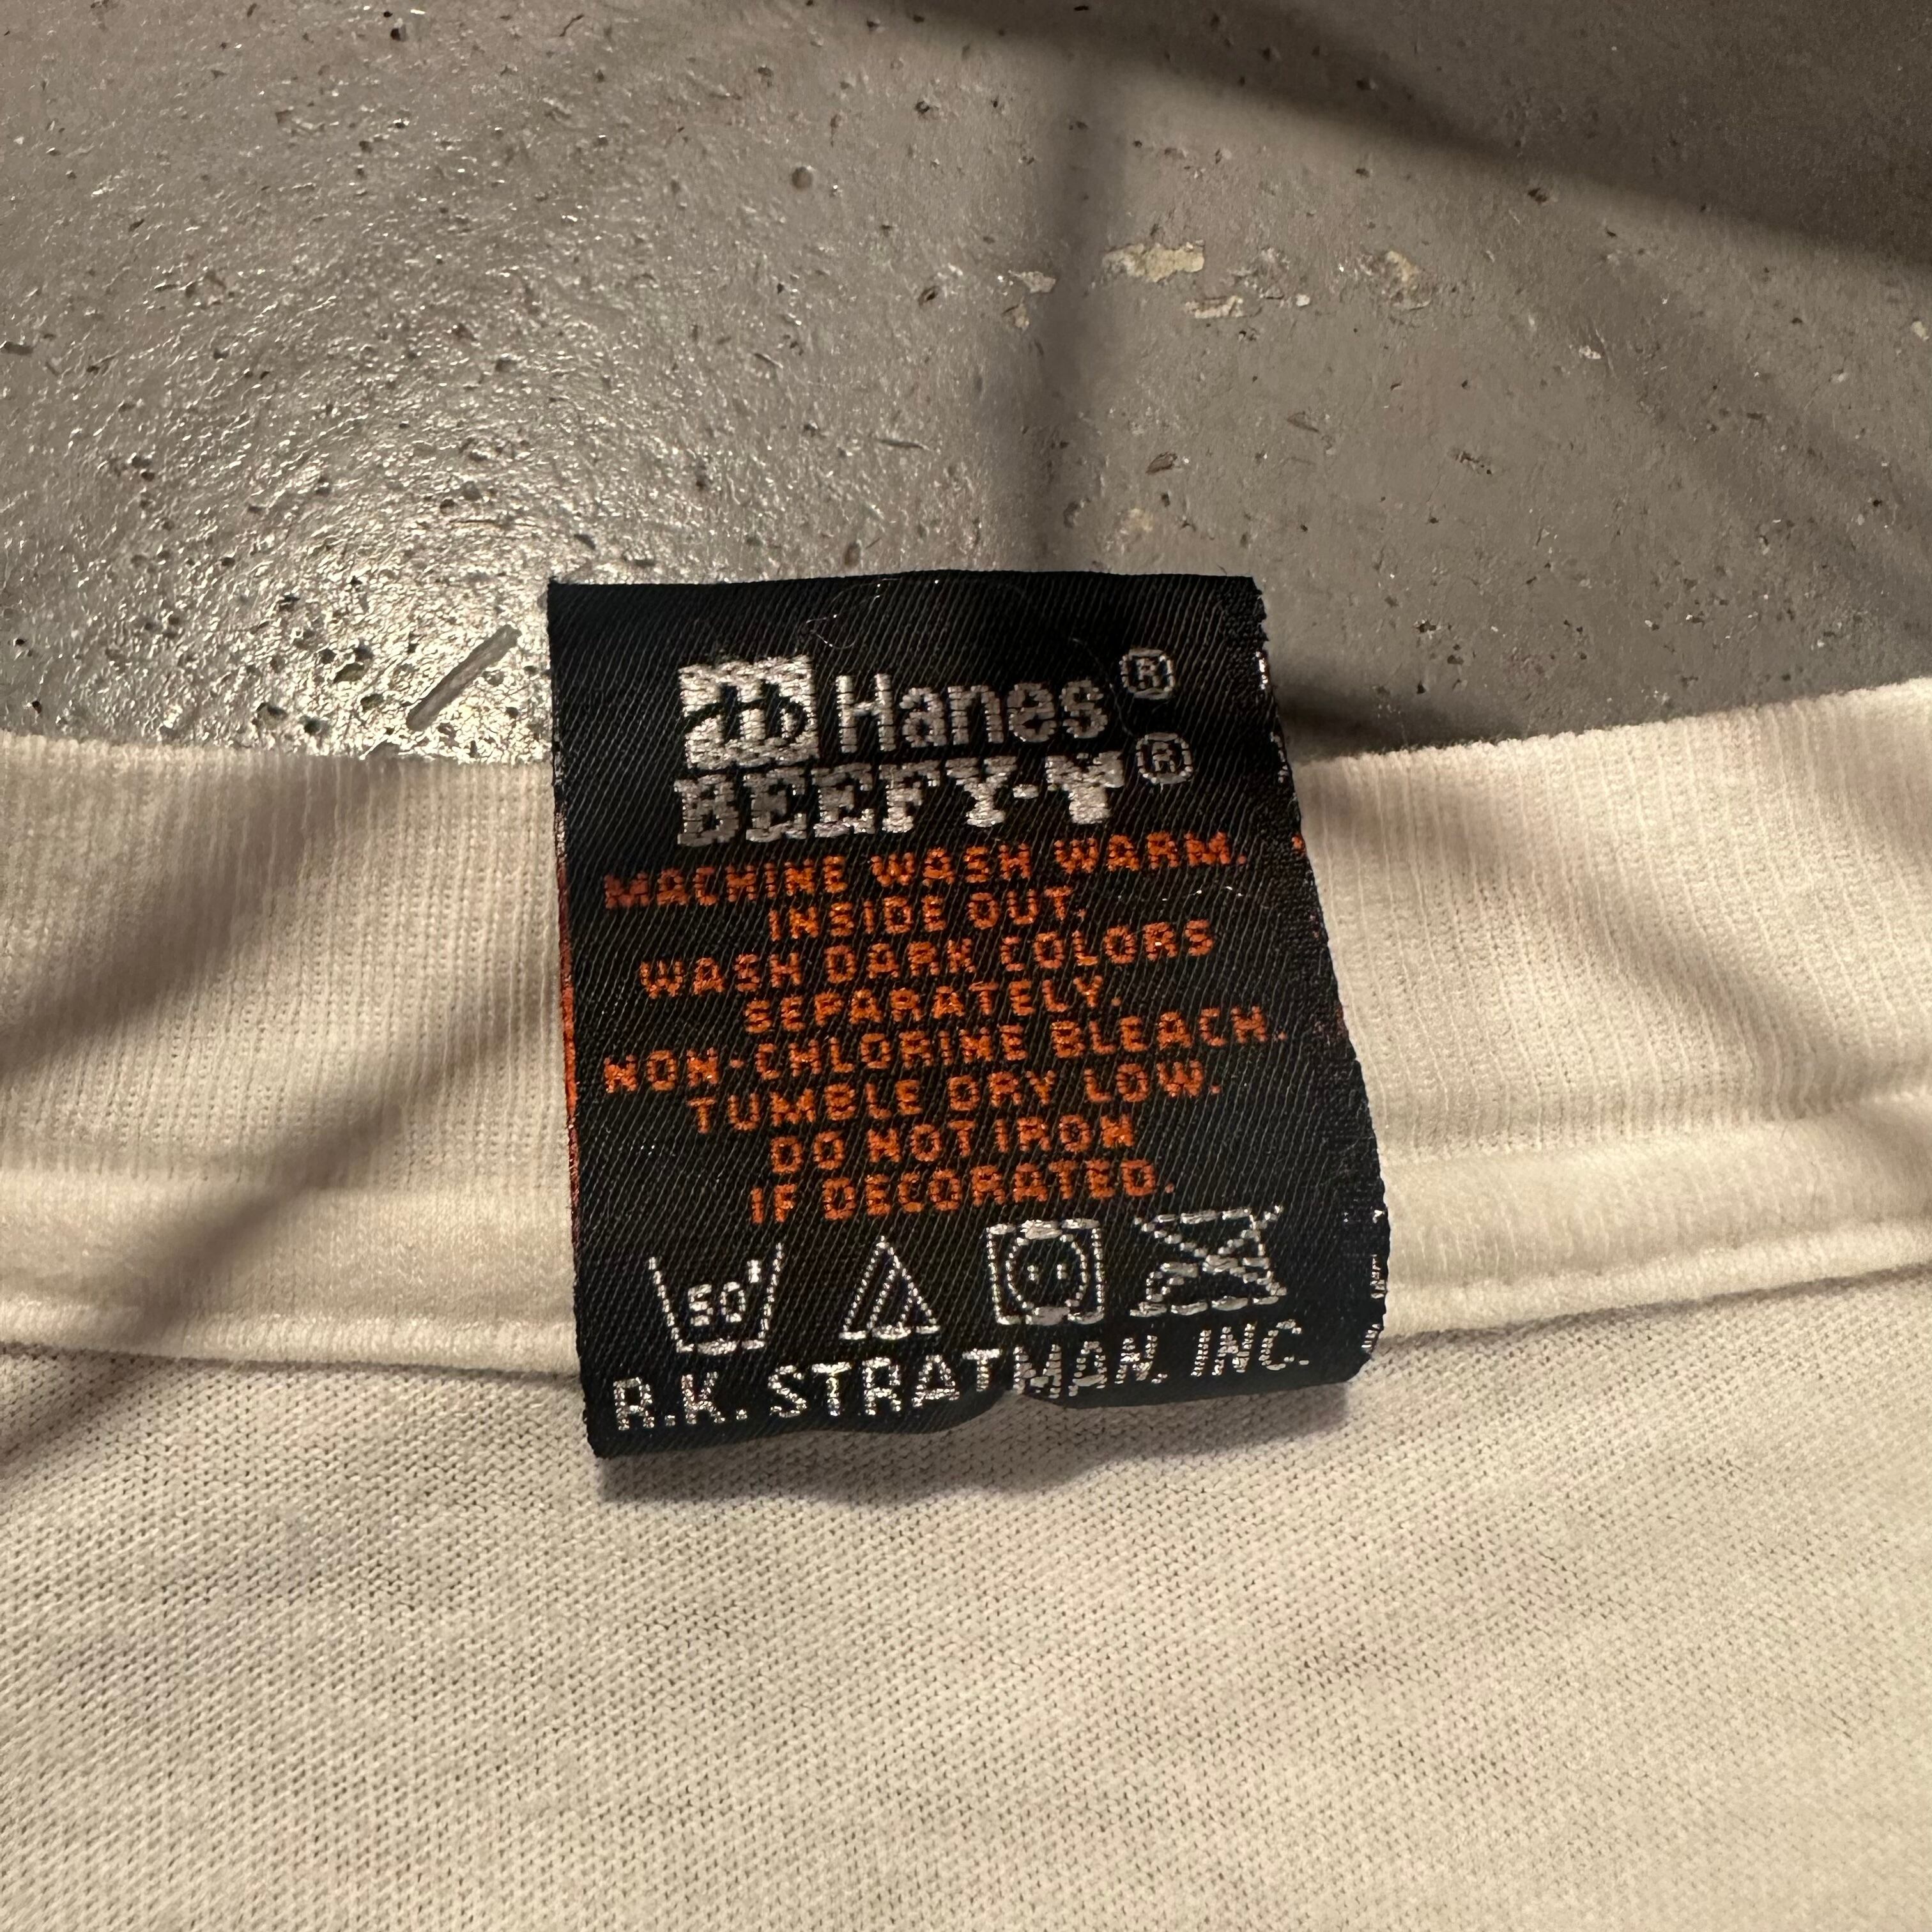 Hanes®
BEEFY-T®
MACHINE WASH WARM.
INSIDE OUT.
WASH DARK COLORS
SEPARATELY.
NON-CHLORINE BLEACH.
TUMBLE DRY LOW.
DO NOT IRON
IF DECORATED.
50°
R.K. STRATMAN, INC.